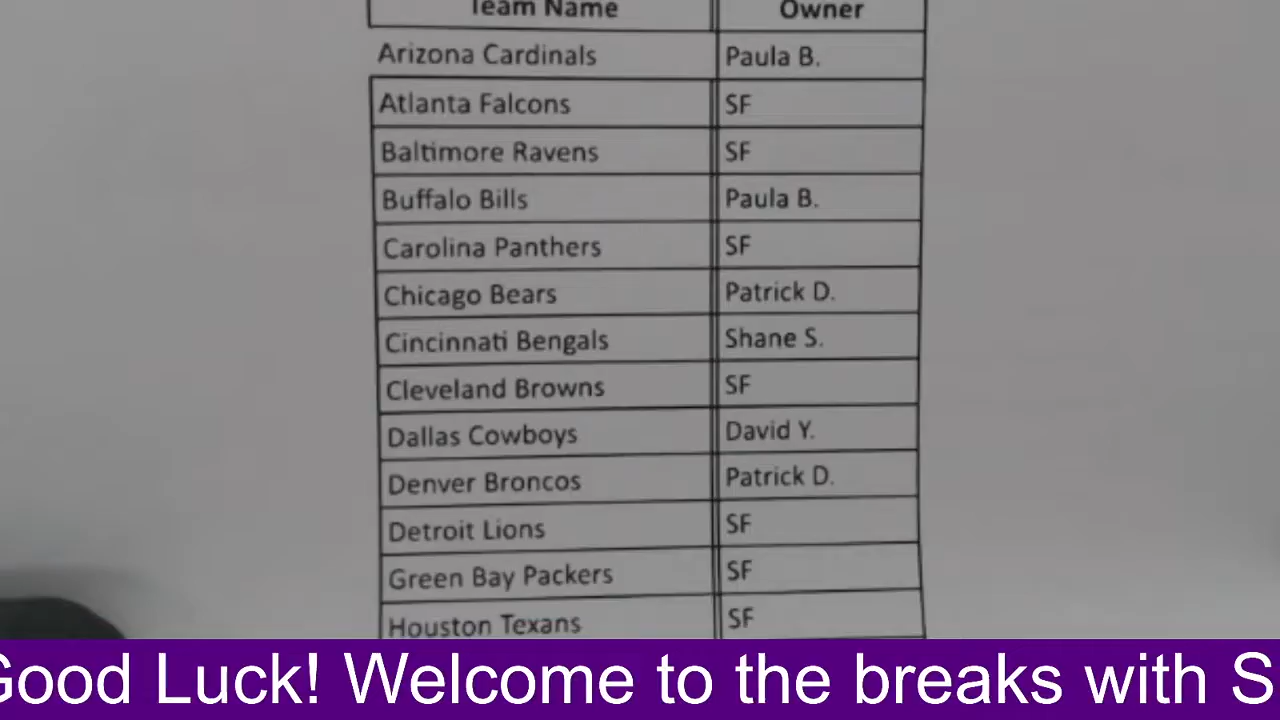 Team Name Owner
Arizona Cardinals Paula B.
Atlanta Falcons SF
Baltimore Ravens SF
Buffalo Bills Paula B.
Carolina Panthers SF
Chicago Bears Patrick D.
Cincinnati Bengals Shane S.
Cleveland Browns SF
Dallas Cowboys David Y.
Denver Broncos Patrick D.
Detroit Lions SF
Green Bay Packers SF
Houston Texans SF
Good Luck! Welcome to the breaks with S